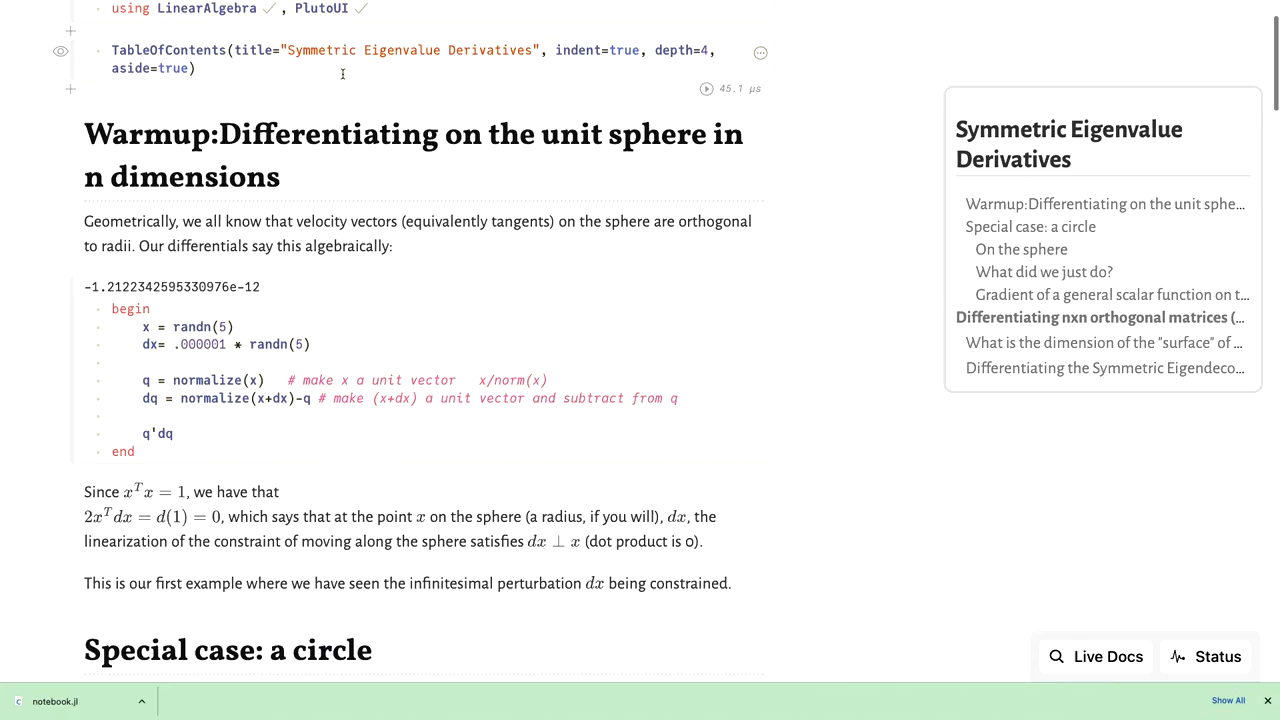 using LinearAlgebra ✓ , PlutoUI ✓
TableOfContents(title="Symmetric Eigenvalue Derivatives", indent=true, depth=4,
aside=true)
45.1 μs
Warmup:Differentiating on the unit sphere in
n dimensions
Geometrically, we all know that velocity vectors (equivalently tangents) on the sphere are orthogonal
to radii. Our differentials say this algebraically:
-1.2122342595330976e-12
begin
x = randn(5)
dx= .000001 * randn(5)
q = normalize(x)   # make x a unit vector   x/norm(x)
dq = normalize(x+dx)-q # make (x+dx) a unit vector and subtract from q
q'dq
end
Since xᵀx = 1, we have that
2xᵀdx = d(1) = 0, which says that at the point x on the sphere (a radius, if you will), dx, the
linearization of the constraint of moving along the sphere satisfies dx ⊥ x (dot product is 0).
This is our first example where we have seen the infinitesimal perturbation dx being constrained.
Special case: a circle
Symmetric Eigenvalue
Derivatives
Warmup:Differentiating on the unit sphe...
Special case: a circle
On the sphere
What did we just do?
Gradient of a general scalar function on t...
Differentiating nxn orthogonal matrices (...
What is the dimension of the "surface" of ...
Differentiating the Symmetric Eigendeco...
Live Docs
Status
notebook.jl
Show All